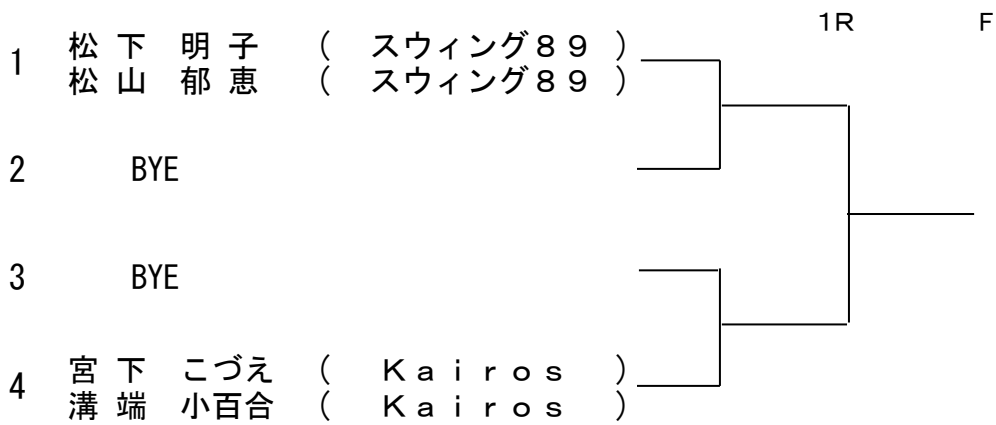 1R F
1 松下 明子 ( スウィング89 )
松山 郁恵 ( スウィング89 )
2 BYE
3 BYE
4 宮下 こづえ ( Kairos )
溝端 小百合 ( Kairos )